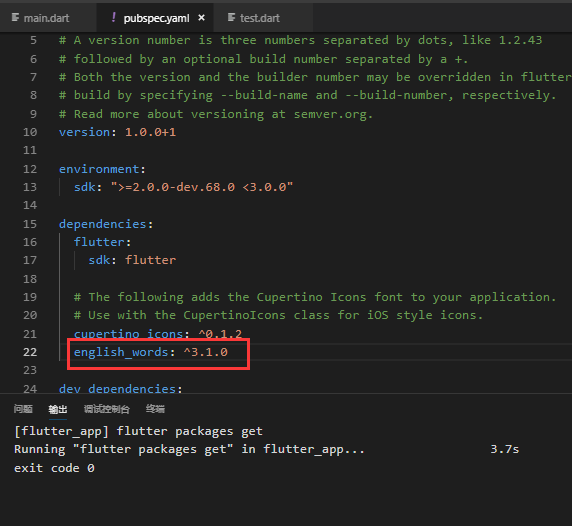 main.dart ! pubspec.yaml × test.dart
5 # A version number is three numbers separated by dots, like 1.2.43
6 # followed by an optional build number separated by a +.
7 # Both the version and the builder number may be overridden in flutter
8 # build by specifying --build-name and --build-number, respectively.
9 # Read more about versioning at semver.org.
10 version: 1.0.0+1
11
12 environment:
13 sdk: ">=2.0.0-dev.68.0 <3.0.0"
14
15 dependencies:
16 flutter:
17 sdk: flutter
18
19 # The following adds the Cupertino Icons font to your application.
20 # Use with the CupertinoIcons class for iOS style icons.
21 cupertino_icons: ^0.1.2
22 english_words: ^3.1.0
23
24 dev_dependencies:
问题 输出 调试控制台 终端
[flutter_app] flutter packages get
Running "flutter packages get" in flutter_app... 3.7s
exit code 0